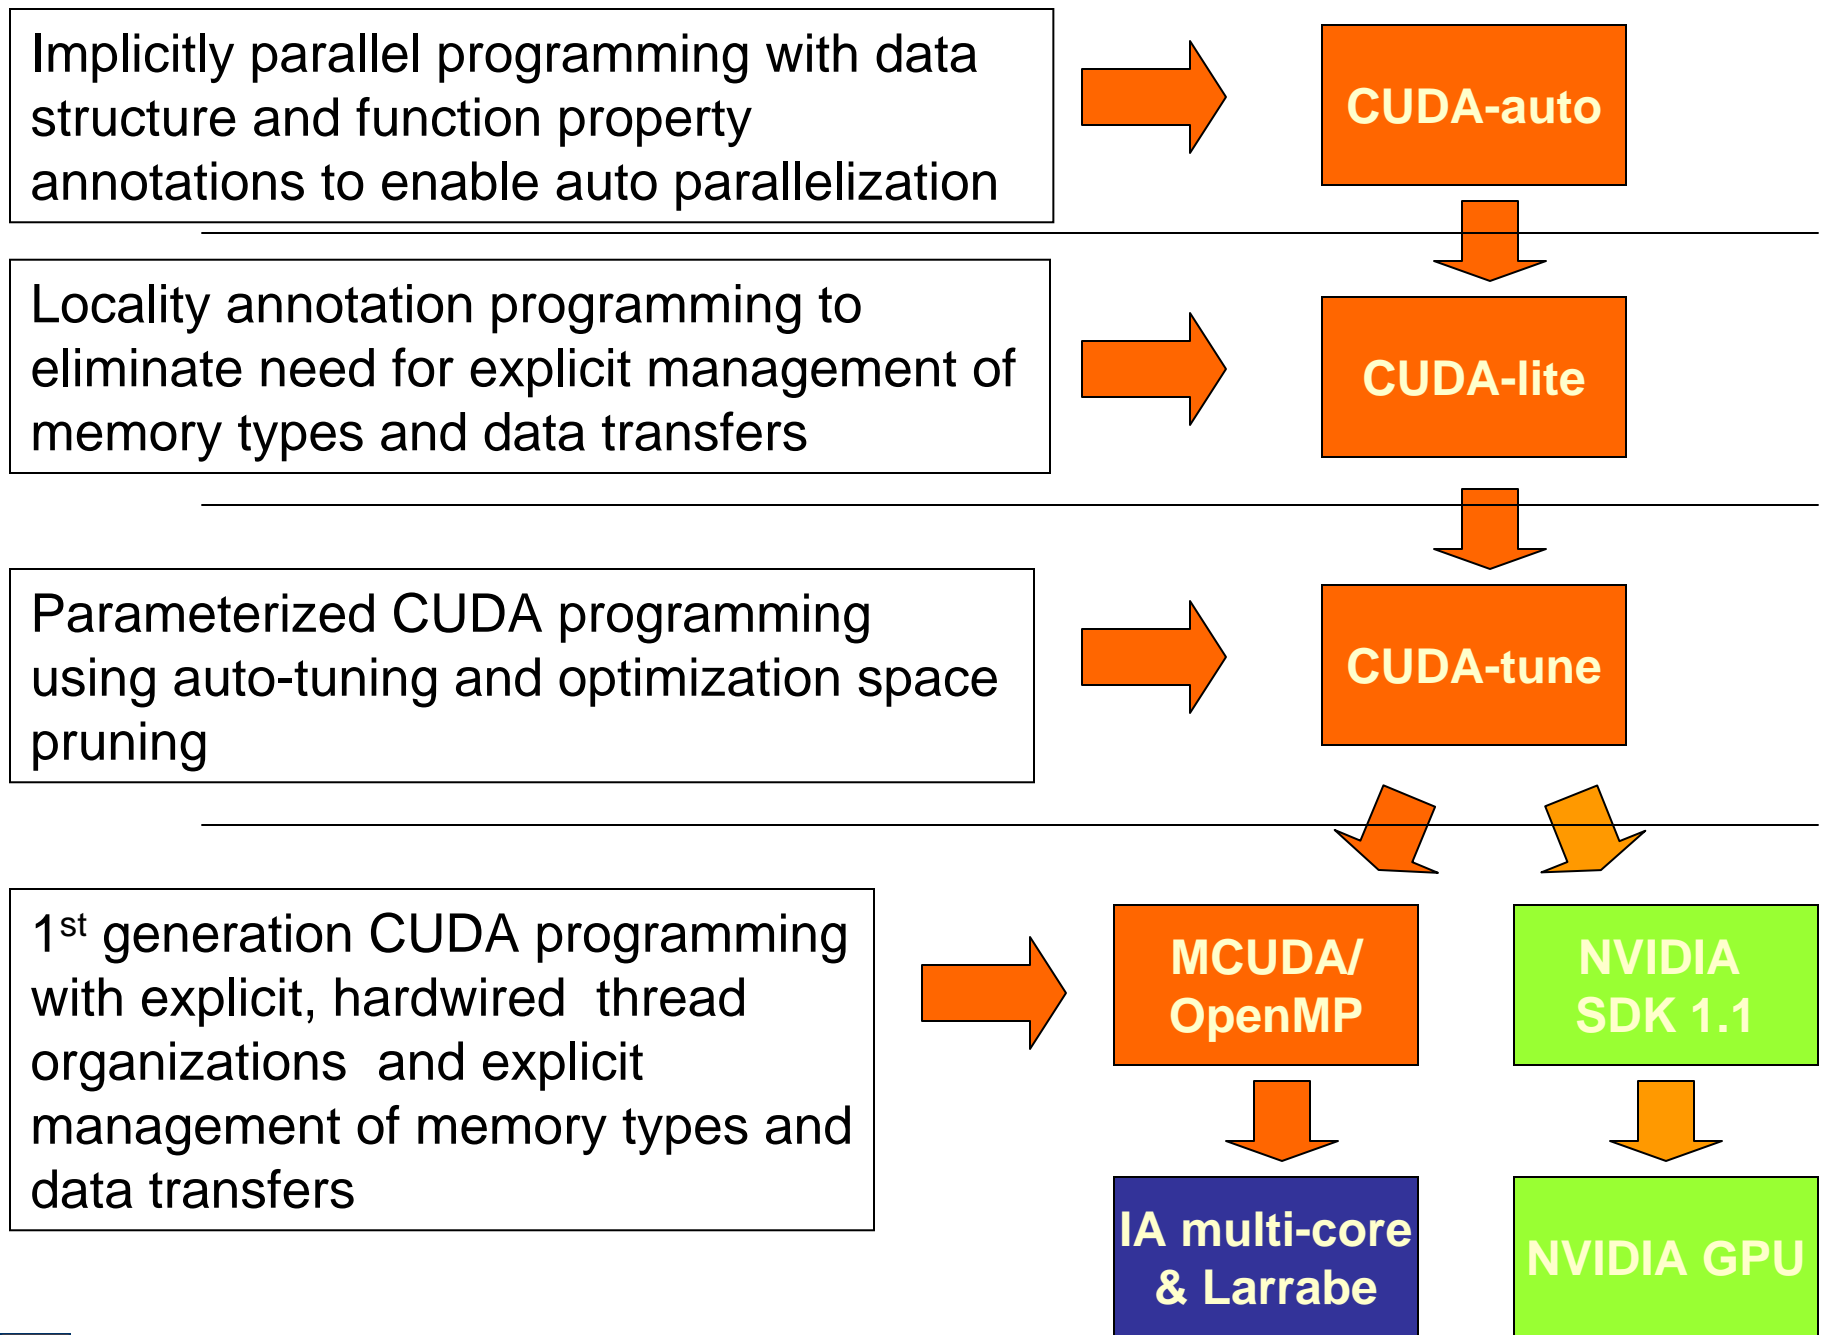 Implicitly parallel programming with data
structure and function property
annotations to enable auto parallelization
CUDA-auto
Locality annotation programming to
eliminate need for explicit management of
memory types and data transfers
CUDA-lite
Parameterized CUDA programming
using auto-tuning and optimization space
pruning
CUDA-tune
1st generation CUDA programming
with explicit, hardwired thread
organizations and explicit
management of memory types and
data transfers
MCUDA/
OpenMP
NVIDIA
SDK 1.1
IA multi-core
& Larrabe
NVIDIA GPU